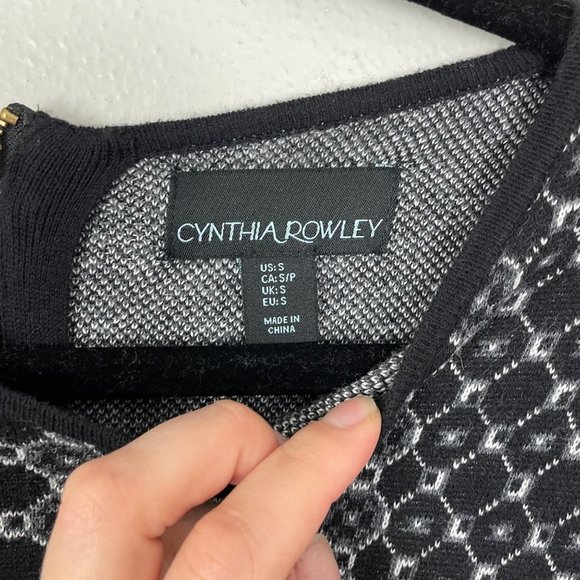 CYNTHIA ROWLEY
US: S
CA: S/P
UK: S
EU: S
MADE IN
CHINA